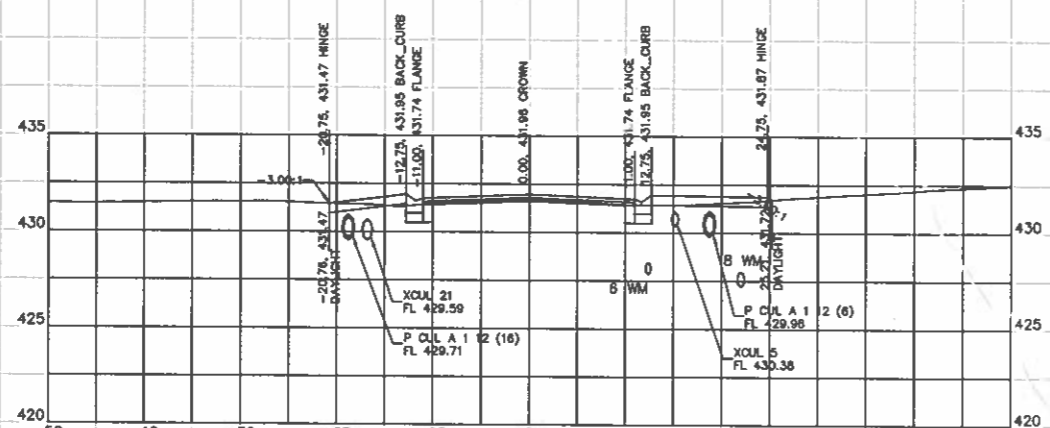 -20.75, 431.47 HINGE
-12.75, 431.95 BACK_CURB
-11.00, 431.74 FLANGE
0.00, 431.96 CROWN
1.00, 431.74 FLANGE
12.75, 431.95 BACK_CURB
24.75, 431.87 HINGE
435
435
-3.00:1
430
430
-20.76, 431.47
DAYLIGHT
8 WM
6 WM
DAYLIGHT
XCUL 21
FL 429.59
P CUL A 1 12 (6)
FL 429.96
425
425
P CUL A 1 12 (16)
FL 429.71
XCUL 5
FL 430.38
420
420